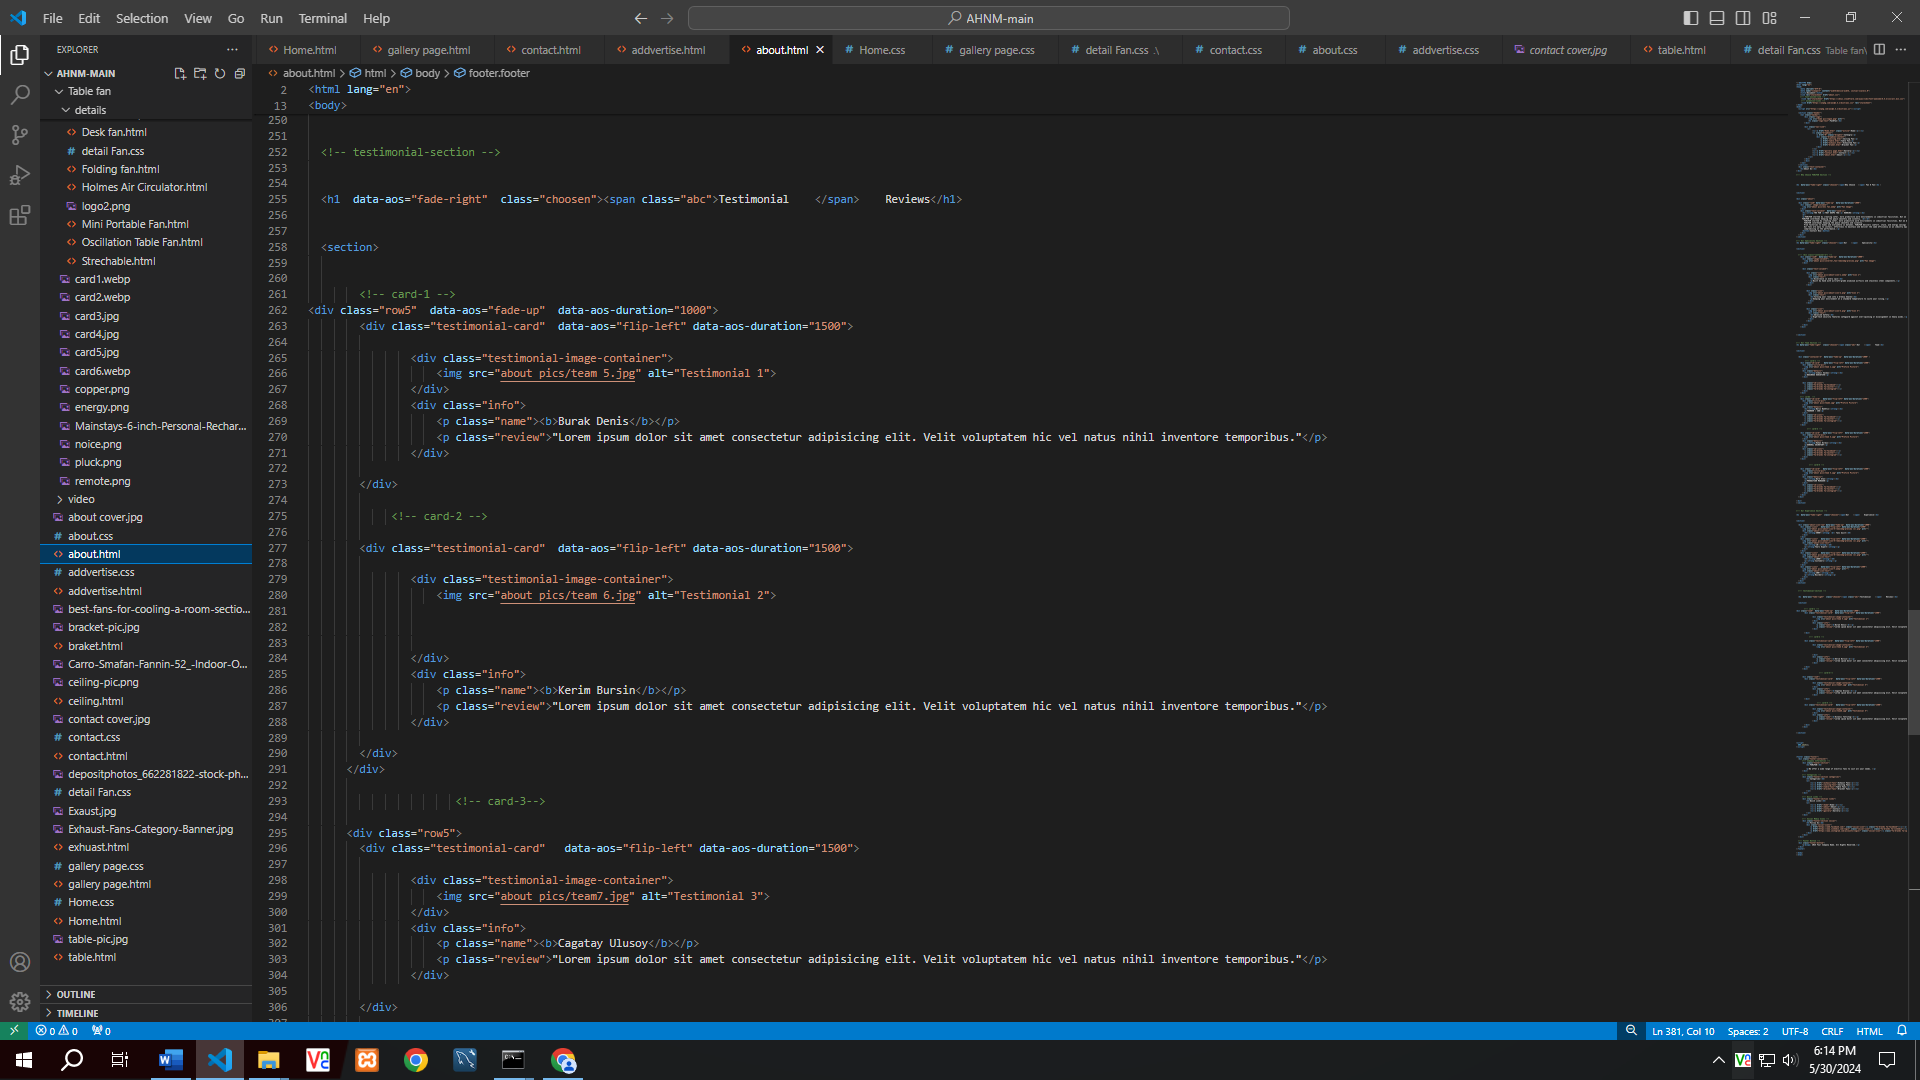 File Edit Selection View Go Run Terminal Help
AHNM-main
EXPLORER
Home.html gallery page.html contact.html addvertise.html about.html Home.css gallery page.css detail Fan.css .\ contact.css about.css addvertise.css contact cover.jpg table.html detail Fan.css Table fan\
about.html > html > body > footer.footer
AHNM-MAIN
Table fan
details
Desk fan.html
detail Fan.css
Folding fan.html
Holmes Air Circulator.html
logo2.png
Mini Portable Fan.html
Oscillation Table Fan.html
Strechable.html
card1.webp
card2.webp
card3.jpg
card4.jpg
card5.jpg
card6.webp
copper.png
energy.png
Mainstays-6-inch-Personal-Rechar...
noice.png
pluck.png
remote.png
video
about cover.jpg
about.css
about.html
addvertise.css
addvertise.html
best-fans-for-cooling-a-room-sectio...
bracket-pic.jpg
braket.html
Carro-Smafan-Fannin-52_-Indoor-O...
ceiling-pic.png
ceiling.html
contact cover.jpg
contact.css
contact.html
depositphotos_662281822-stock-ph...
detail Fan.css
Exaust.jpg
Exhaust-Fans-Category-Banner.jpg
exhuast.html
gallery page.css
gallery page.html
Home.css
Home.html
table-pic.jpg
table.html
OUTLINE
TIMELINE
2 <html lang="en">
13 <body>
250
251
252 <!-- testimonial-section -->
253
254
255 <h1 data-aos="fade-right" class="choosen"><span class="abc">Testimonial </span> Reviews</h1>
256
257
258 <section>
259
260
261 <!-- card-1 -->
262 <div class="row5" data-aos="fade-up" data-aos-duration="1000">
263 <div class="testimonial-card" data-aos="flip-left" data-aos-duration="1500">
264
265 <div class="testimonial-image-container">
266 <img src="about pics/team 5.jpg" alt="Testimonial 1">
267 </div>
268 <div class="info">
269 <p class="name"><b>Burak Denis</b></p>
270 <p class="review">"Lorem ipsum dolor sit amet consectetur adipisicing elit. Velit voluptatem hic vel natus nihil inventore temporibus."</p>
271 </div>
272
273 </div>
274
275 <!-- card-2 -->
276
277 <div class="testimonial-card" data-aos="flip-left" data-aos-duration="1500">
278
279 <div class="testimonial-image-container">
280 <img src="about pics/team 6.jpg" alt="Testimonial 2">
281
282
283
284 </div>
285 <div class="info">
286 <p class="name"><b>Kerim Bursin</b></p>
287 <p class="review">"Lorem ipsum dolor sit amet consectetur adipisicing elit. Velit voluptatem hic vel natus nihil inventore temporibus."</p>
288 </div>
289
290 </div>
291 </div>
292
293 <!-- card-3-->
294
295 <div class="row5">
296 <div class="testimonial-card" data-aos="flip-left" data-aos-duration="1500">
297
298 <div class="testimonial-image-container">
299 <img src="about pics/team7.jpg" alt="Testimonial 3">
300 </div>
301 <div class="info">
302 <p class="name"><b>Cagatay Ulusoy</b></p>
303 <p class="review">"Lorem ipsum dolor sit amet consectetur adipisicing elit. Velit voluptatem hic vel natus nihil inventore temporibus."</p>
304 </div>
305
306 </div>
0 0 0 Ln 381, Col 10 Spaces: 2 UTF-8 CRLF HTML
6:14 PM
5/30/2024